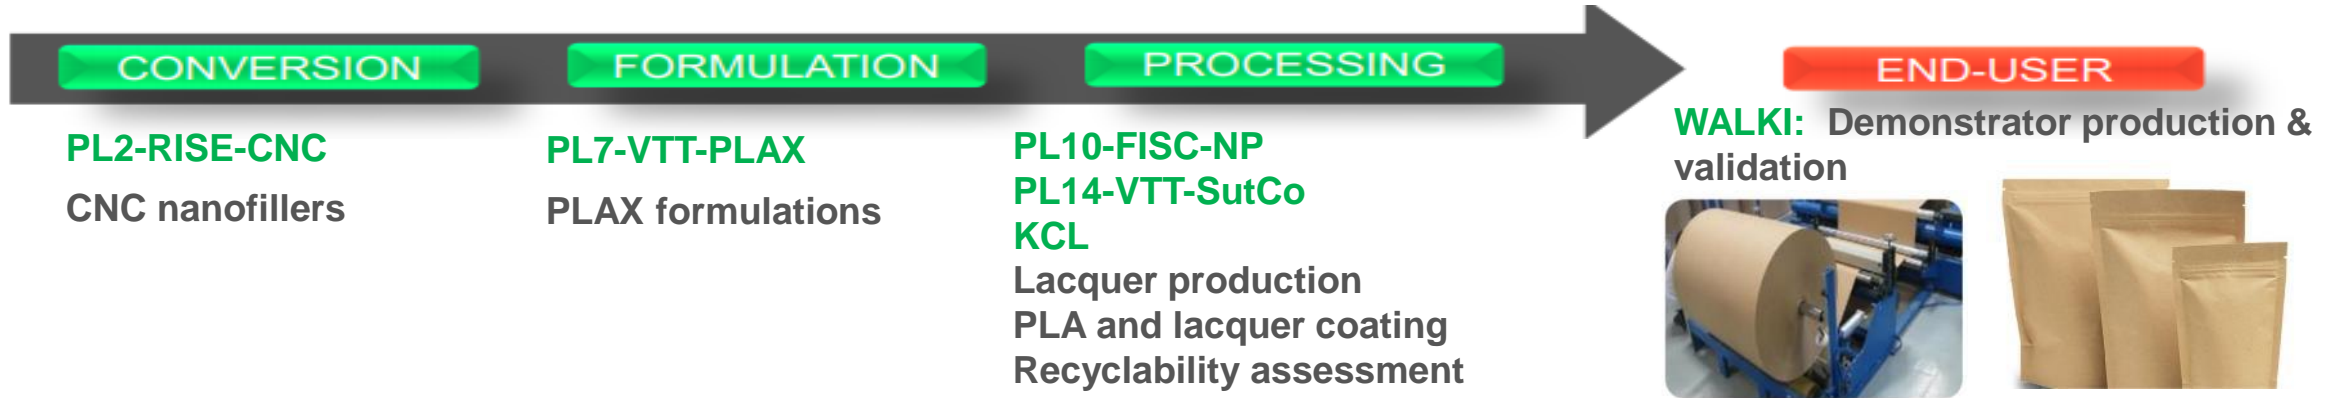 CONVERSION
FORMULATION
PROCESSING
END-USER
PL2-RISE-CNC
CNC nanofillers
PL7-VTT-PLAX
PLAX formulations
PL10-FISC-NP
PL14-VTT-SutCo
KCL
Lacquer production
PLA and lacquer coating
Recyclability assessment
WALKI: Demonstrator production &
validation